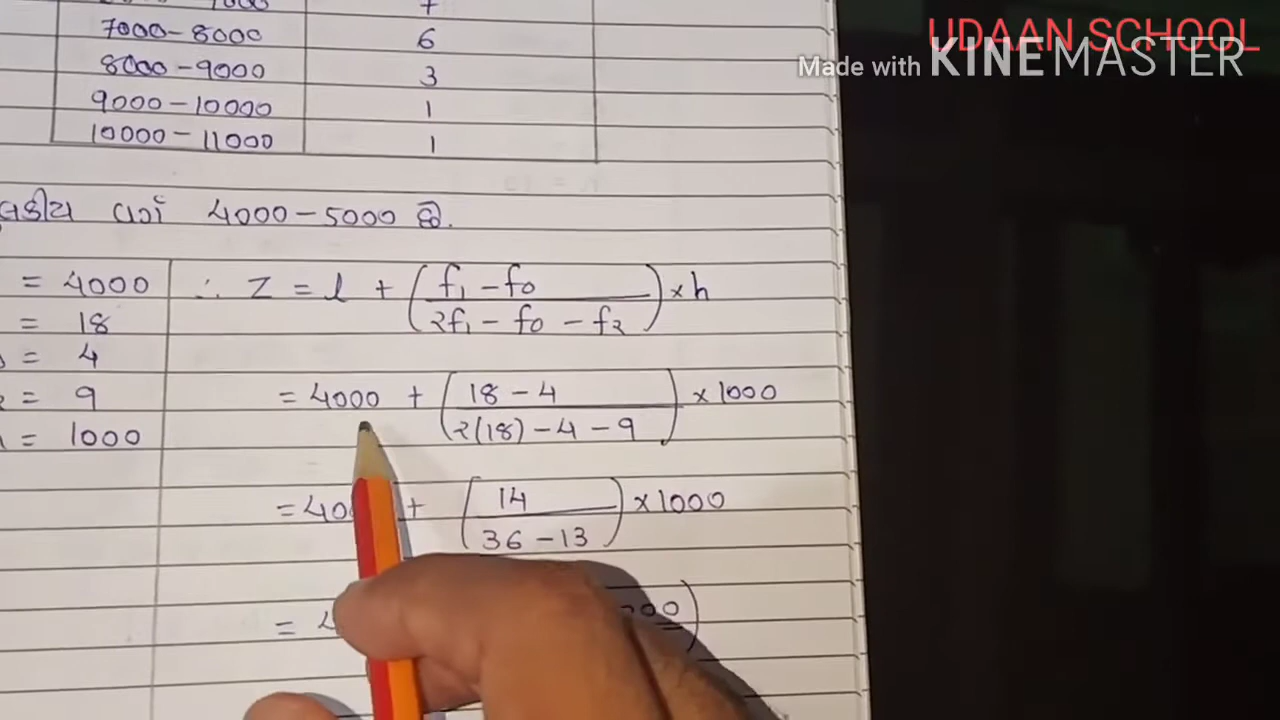 UDAAN SCHOOL
Made with KINEMASTER
7000-8000 6
8000-9000 3
9000-10000 1
10000-11000 1
વર્ગ 4000-5000 છે.
= 4000
= 18
= 4
= 9
= 1000
∴ Z = l + (f₁ - f₀ / 2f₁ - f₀ - f₂) × h
= 4000 + (18 - 4 / 2(18) - 4 - 9) × 1000
= 40 + (14 / 36 - 13) × 1000